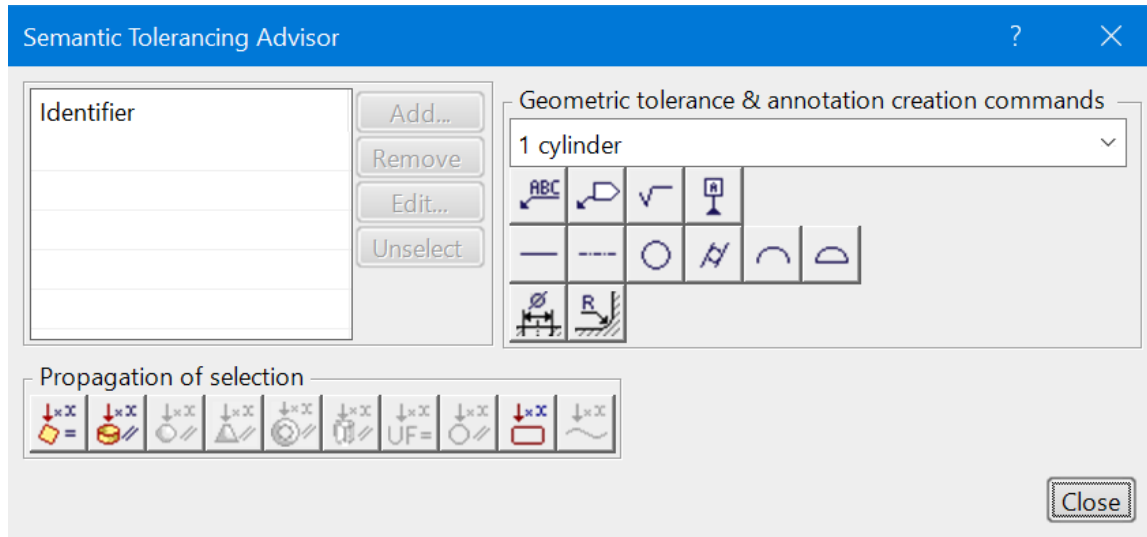 Semantic Tolerancing Advisor ?
Identifier
Add...
Remove
Edit...
Unselect
Geometric tolerance & annotation creation commands
1 cylinder
ABC
A
Ø
R
Propagation of selection
x x x x x x UF= x x x x
Close